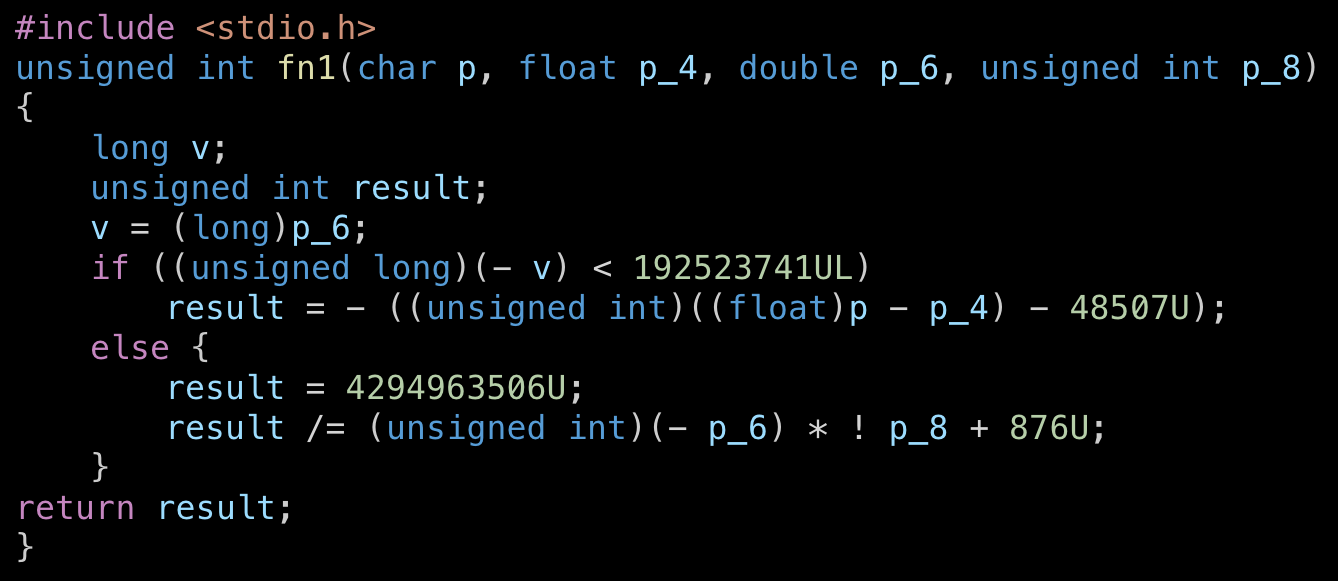 #include <stdio.h>
unsigned int fn1(char p, float p_4, double p_6, unsigned int p_8)
{
    long v;
    unsigned int result;
    v = (long)p_6;
    if ((unsigned long)(- v) < 192523741UL)
        result = - ((unsigned int)((float)p - p_4) - 48507U);
    else {
        result = 4294963506U;
        result /= (unsigned int)(- p_6) * ! p_8 + 876U;
    }
return result;
}